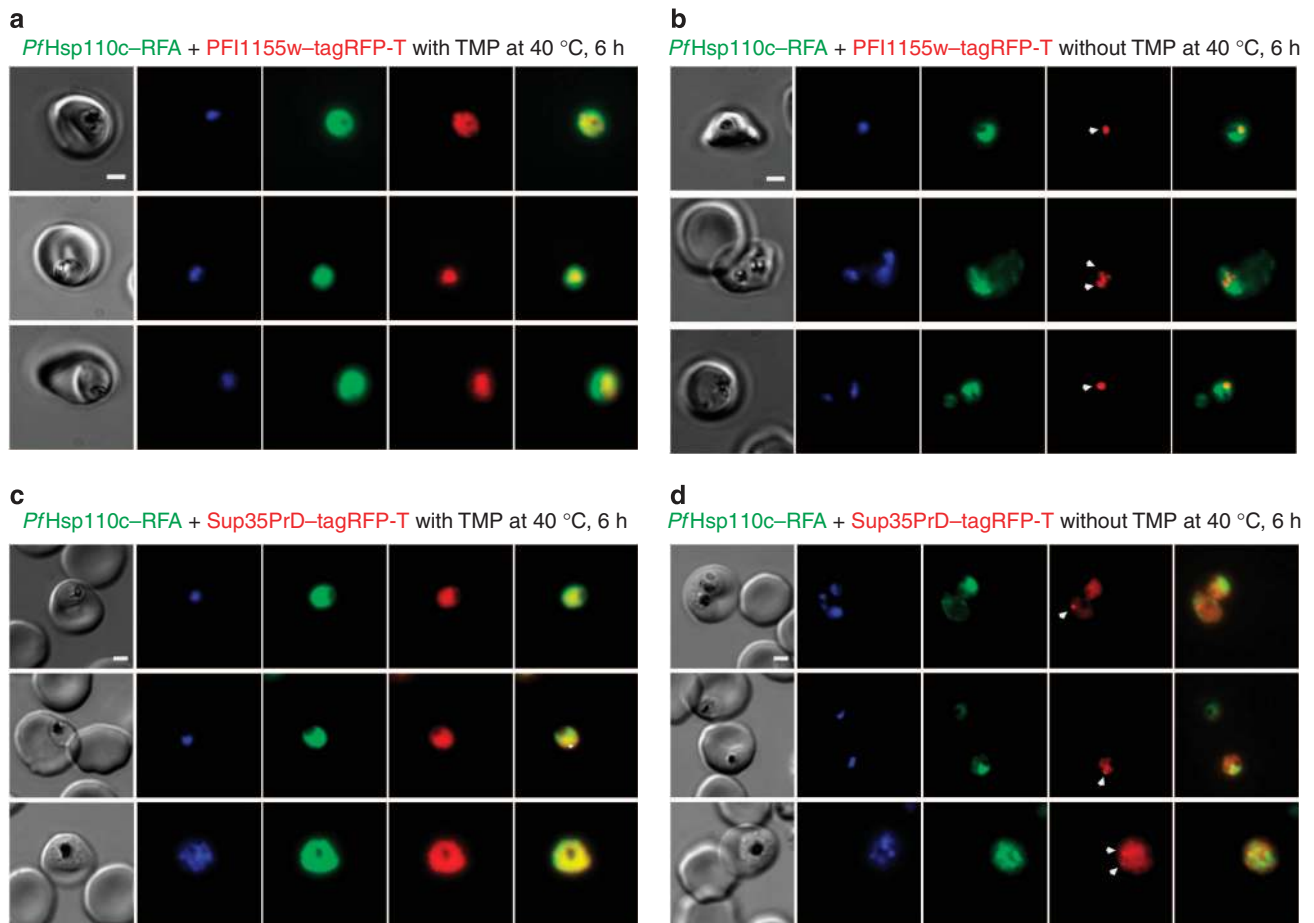 a
PfHsp110c–RFA + PFI1155w–tagRFP-T with TMP at 40 °C, 6 h
b
PfHsp110c–RFA + PFI1155w–tagRFP-T without TMP at 40 °C, 6 h
c
PfHsp110c–RFA + Sup35PrD–tagRFP-T with TMP at 40 °C, 6 h
d
PfHsp110c–RFA + Sup35PrD–tagRFP-T without TMP at 40 °C, 6 h